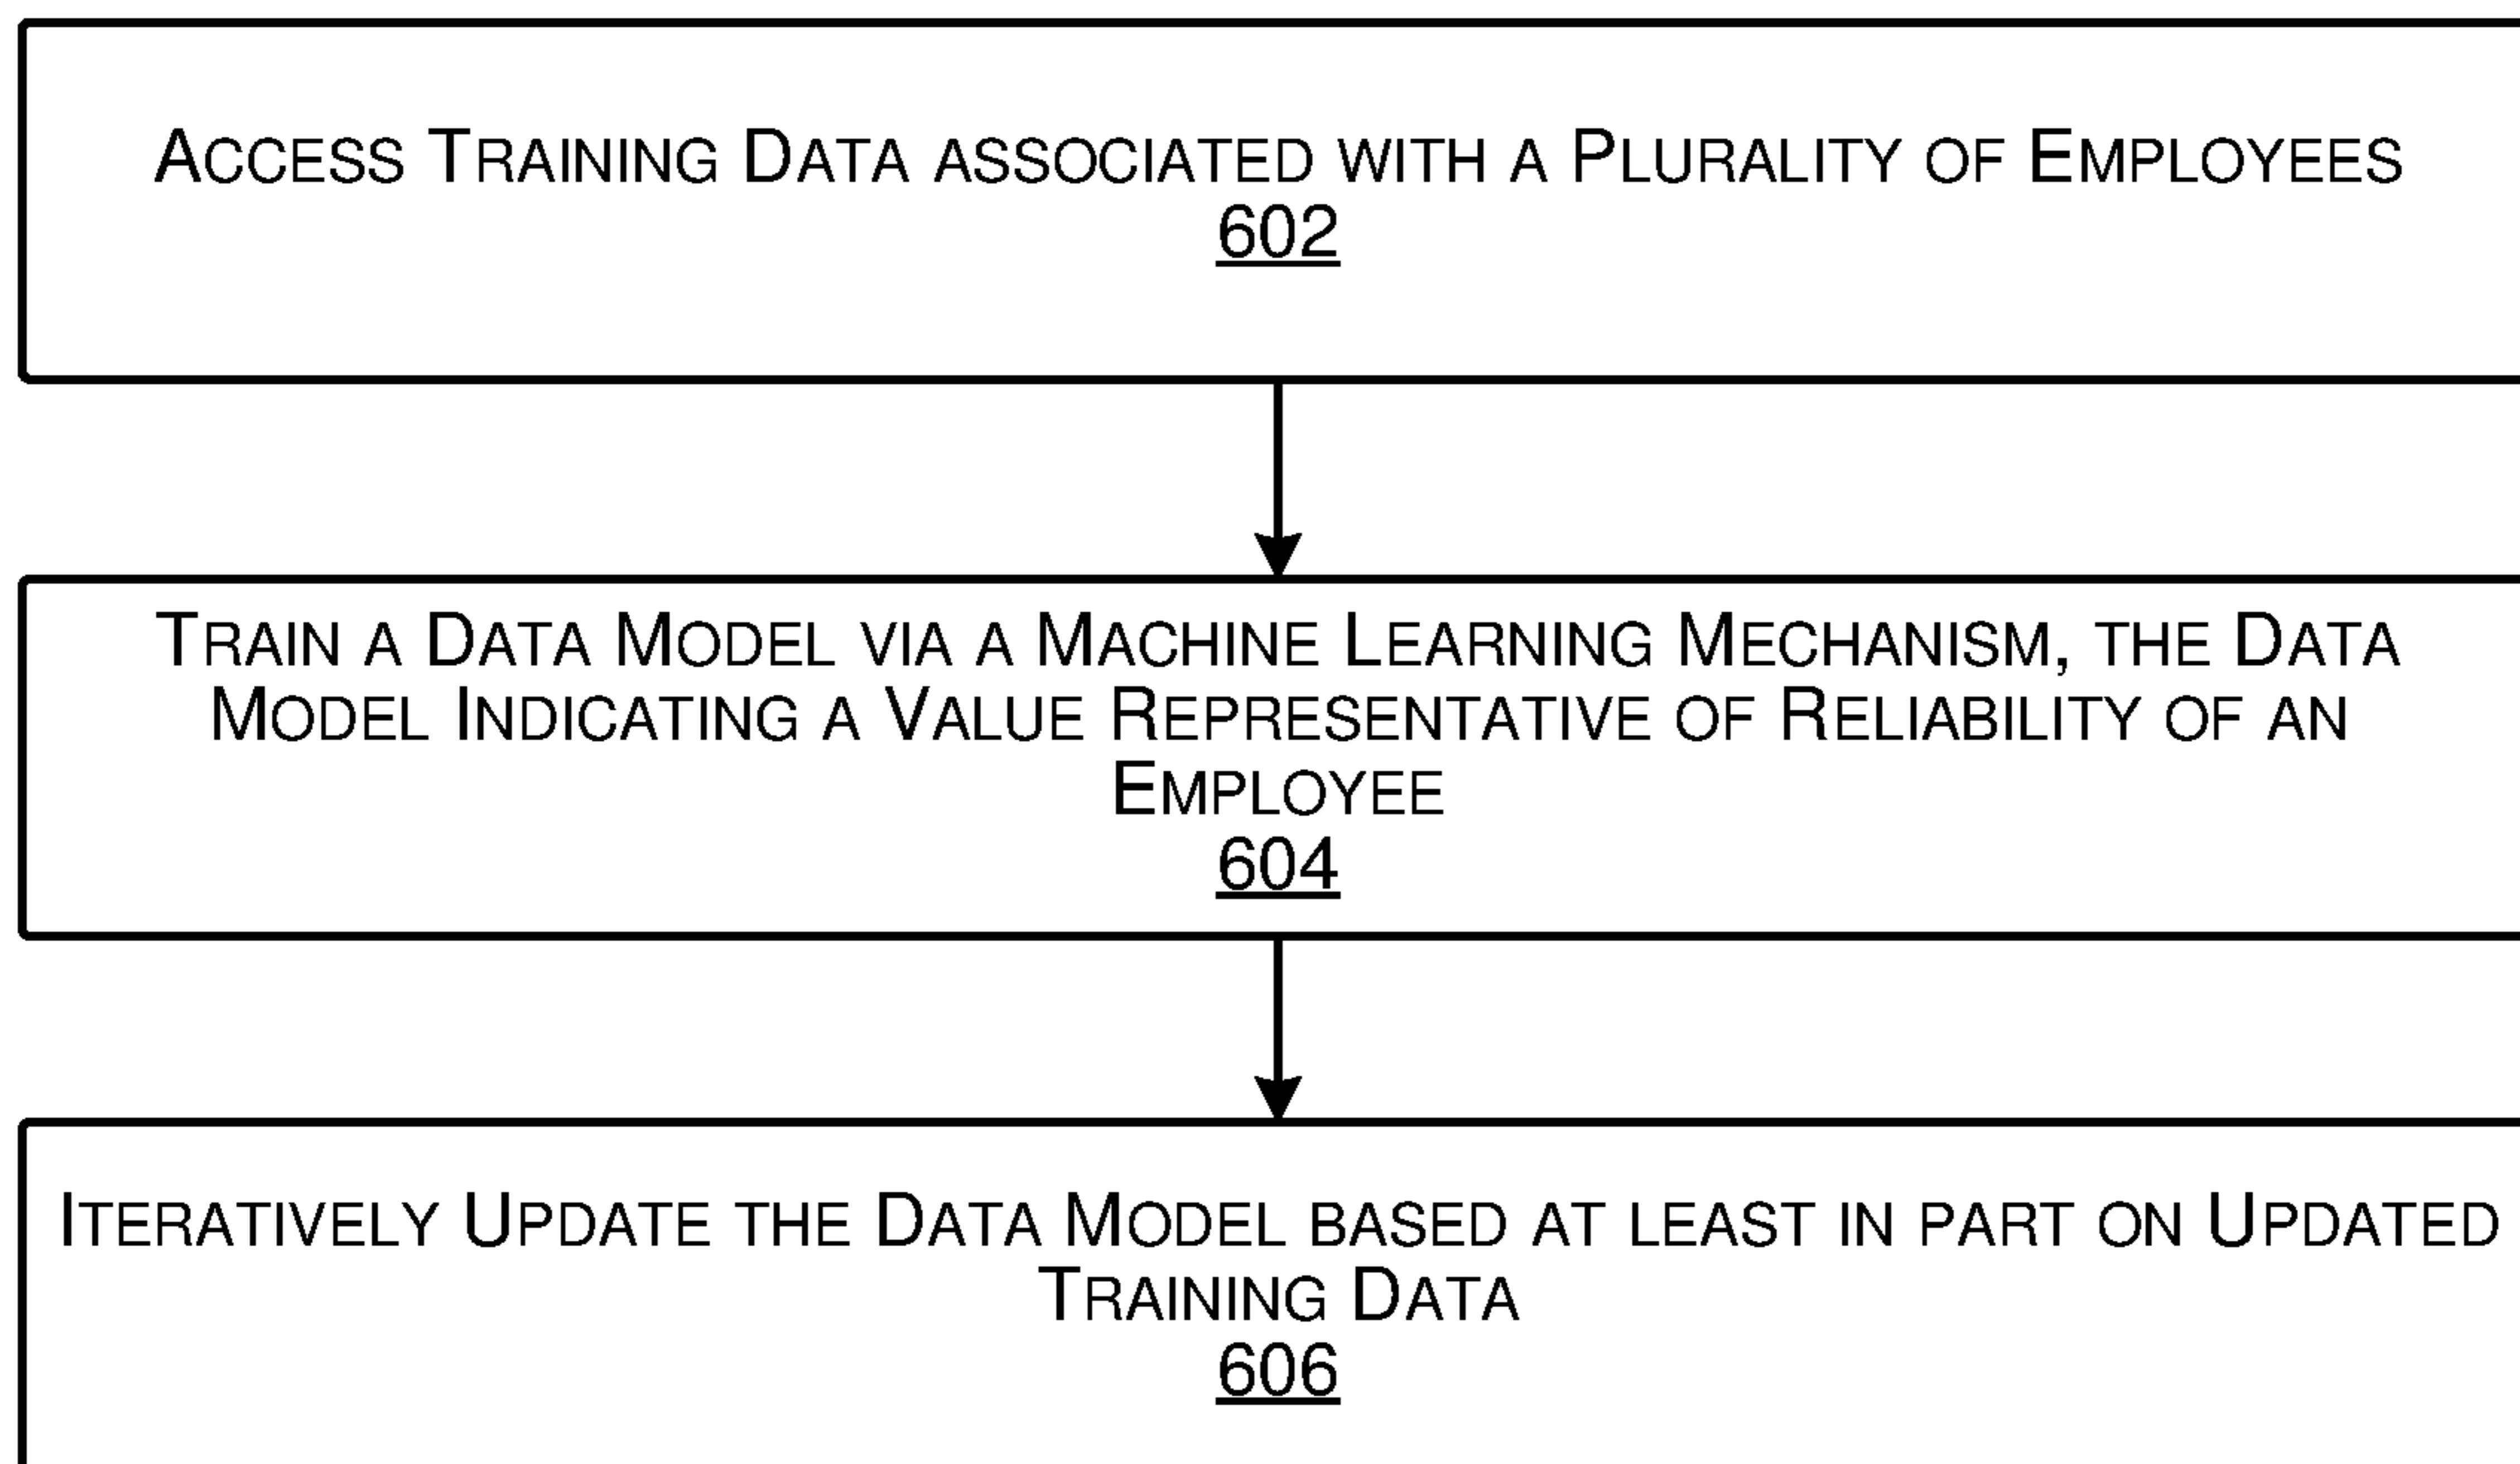 ACCESS TRAINING DATA ASSOCIATED WITH A PLURALITY OF EMPLOYEES
602
TRAIN A DATA MODEL VIA A MACHINE LEARNING MECHANISM, THE DATA
MODEL INDICATING A VALUE REPRESENTATIVE OF RELIABILITY OF AN
EMPLOYEE
604
ITERATIVELY UPDATE THE DATA MODEL BASED AT LEAST IN PART ON UPDATED
TRAINING DATA
606